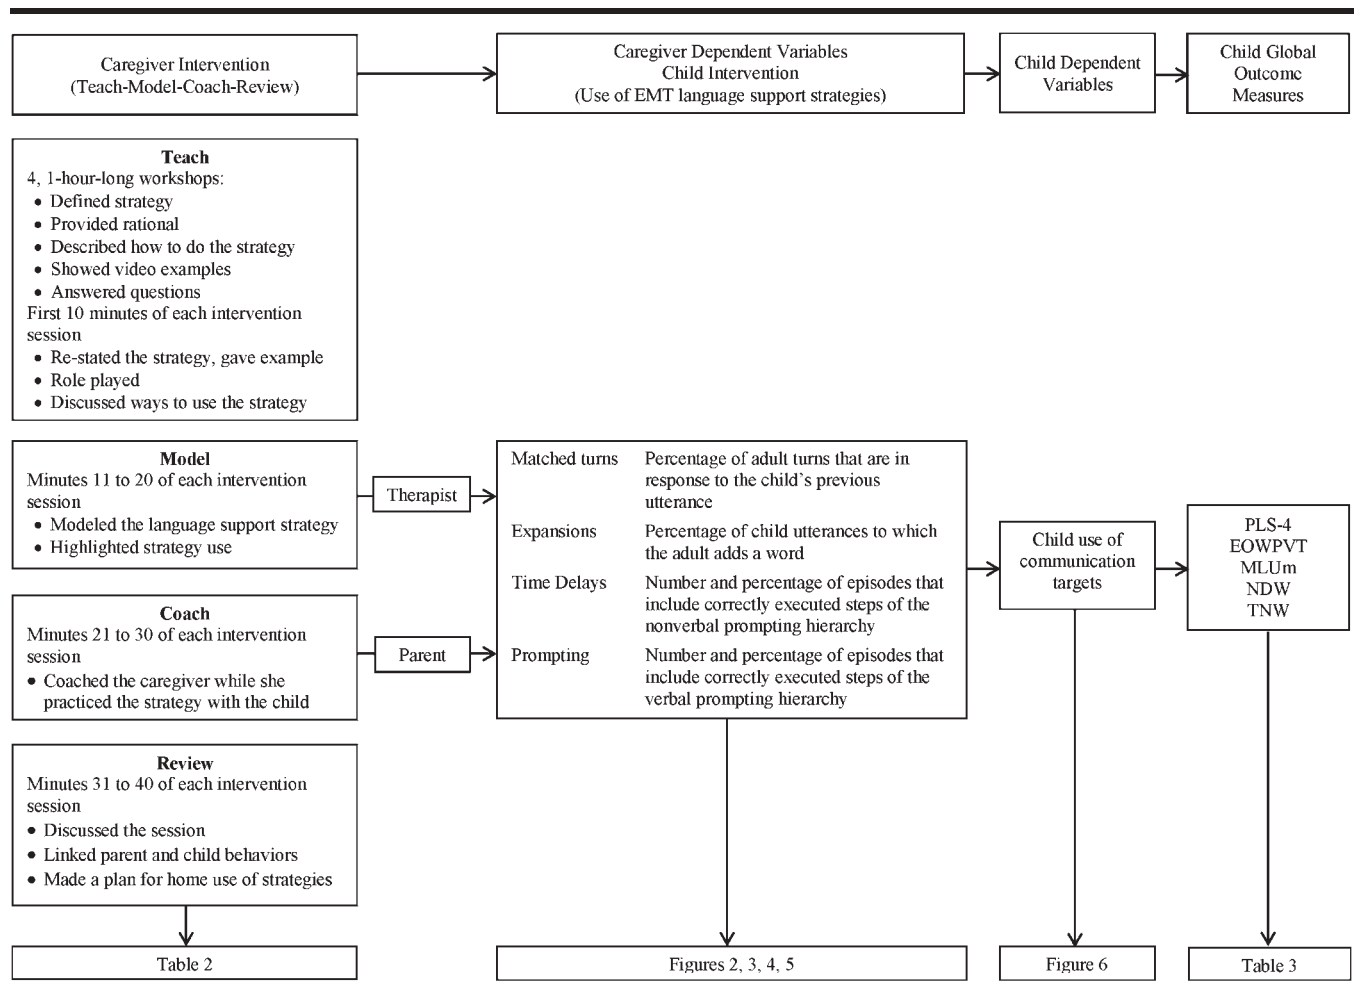 Caregiver Intervention
(Teach-Model-Coach-Review)
Caregiver Dependent Variables
Child Intervention
(Use of EMT language support strategies)
Child Dependent
Variables
Child Global
Outcome
Measures
Teach
4, 1-hour-long workshops:
• Defined strategy
• Provided rational
• Described how to do the strategy
• Showed video examples
• Answered questions
First 10 minutes of each intervention
session
• Re-stated the strategy, gave example
• Role played
• Discussed ways to use the strategy
Model
Minutes 11 to 20 of each intervention
session
• Modeled the language support strategy
• Highlighted strategy use
Therapist
Coach
Minutes 21 to 30 of each intervention
session
• Coached the caregiver while she
practiced the strategy with the child
Parent
Review
Minutes 31 to 40 of each intervention
session
• Discussed the session
• Linked parent and child behaviors
• Made a plan for home use of strategies
Matched turns Percentage of adult turns that are in
response to the child's previous
utterance
Expansions Percentage of child utterances to which
the adult adds a word
Time Delays Number and percentage of episodes that
include correctly executed steps of the
nonverbal prompting hierarchy
Prompting Number and percentage of episodes that
include correctly executed steps of the
verbal prompting hierarchy
Child use of
communication
targets
PLS-4
EOWPVT
MLUm
NDW
TNW
Table 2
Figures 2, 3, 4, 5
Figure 6
Table 3